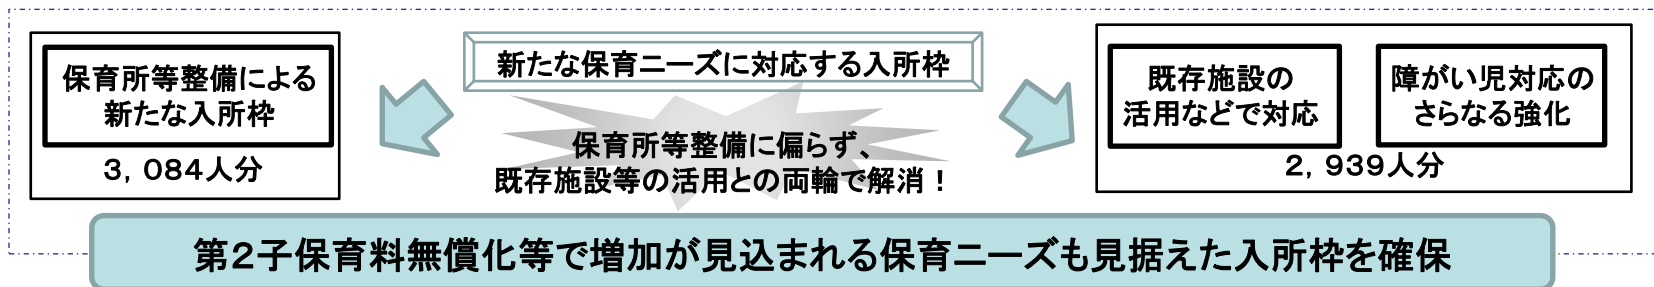 新たな保育ニーズに対応する入所枠
保育所等整備による
新たな入所枠
3，084人分
保育所等整備に偏らず、
既存施設等の活用との両輪で解消！
既存施設の
活用などで対応
障がい児対応の
さらなる強化
2，939人分
第2子保育料無償化等で増加が見込まれる保育ニーズも見据えた入所枠を確保